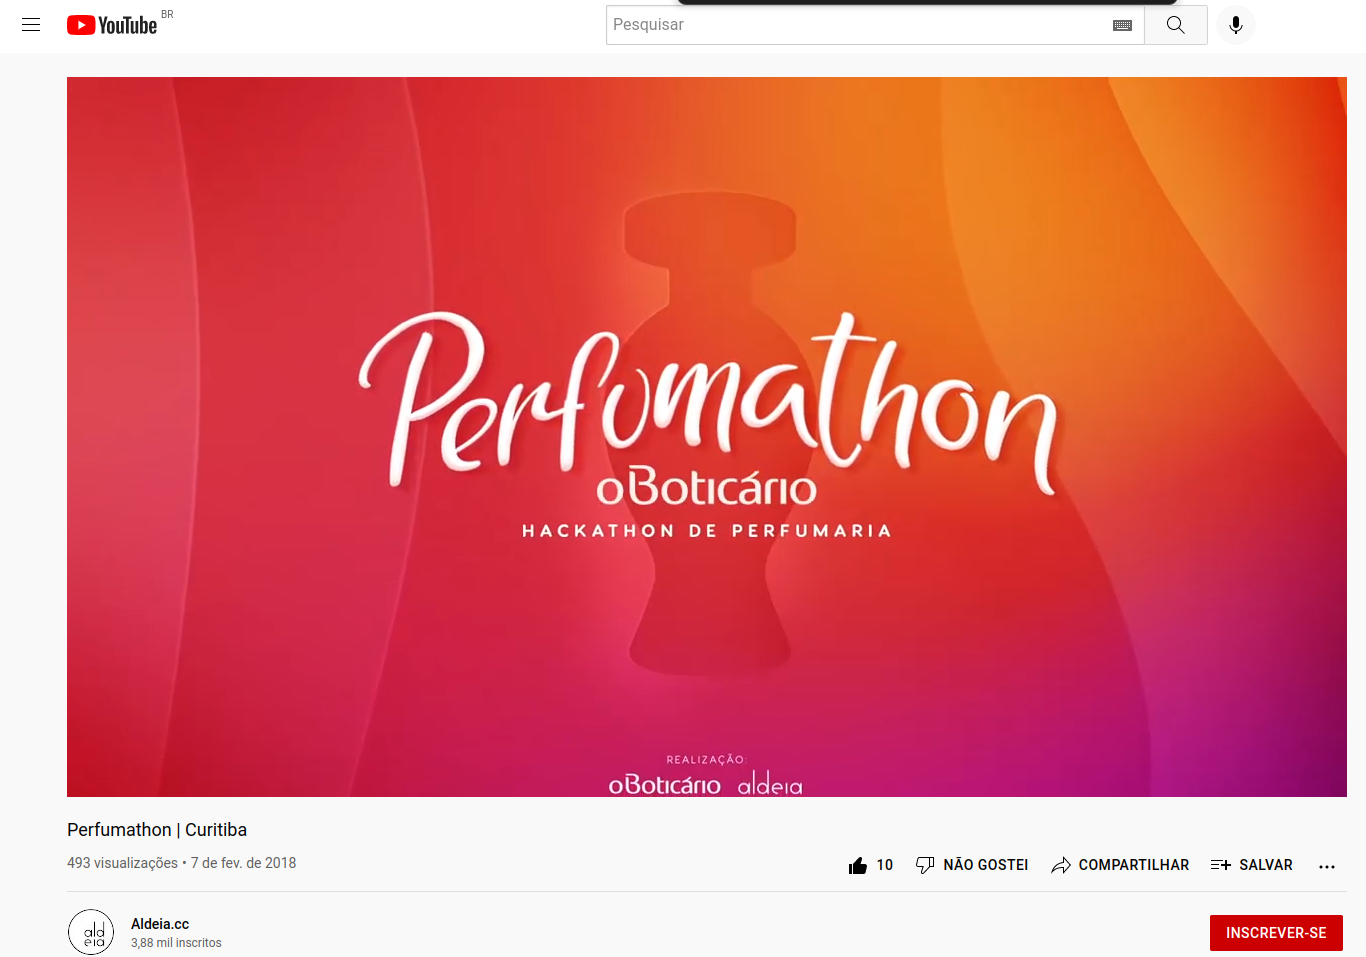 YouTube BR
Pesquisar
Perfumathon
oBoticário
HACKATHON DE PERFUMARIA
REALIZAÇÃO:
oBoticário aldeia
Perfumathon | Curitiba
493 visualizações • 7 de fev. de 2018
10 NÃO GOSTEI COMPARTILHAR SALVAR ...
ald
eia
Aldeia.cc
3,88 mil inscritos
INSCREVER-SE